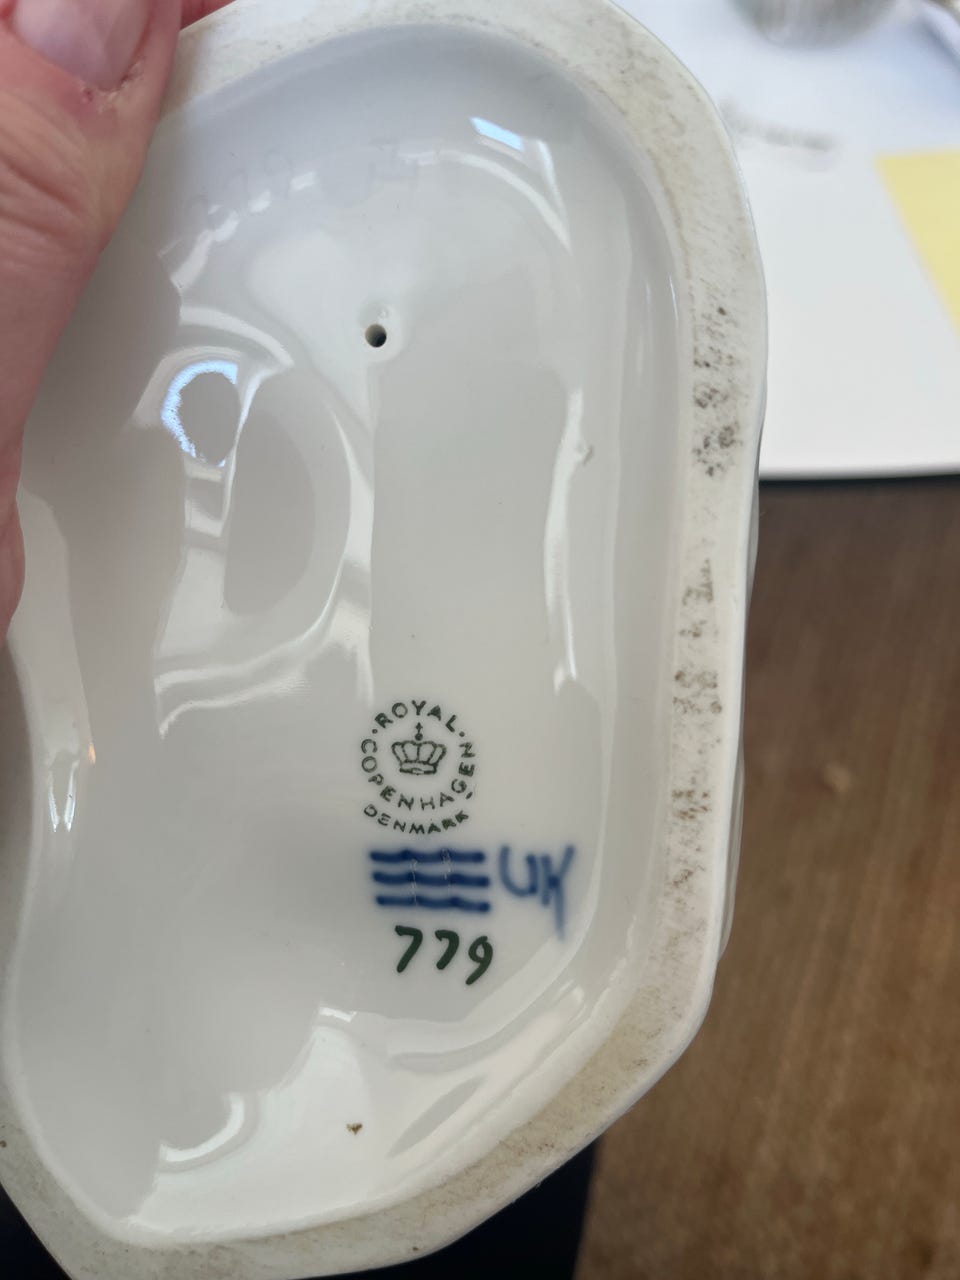 ROYAL
COPENHAGEN
DENMARK
UK
779